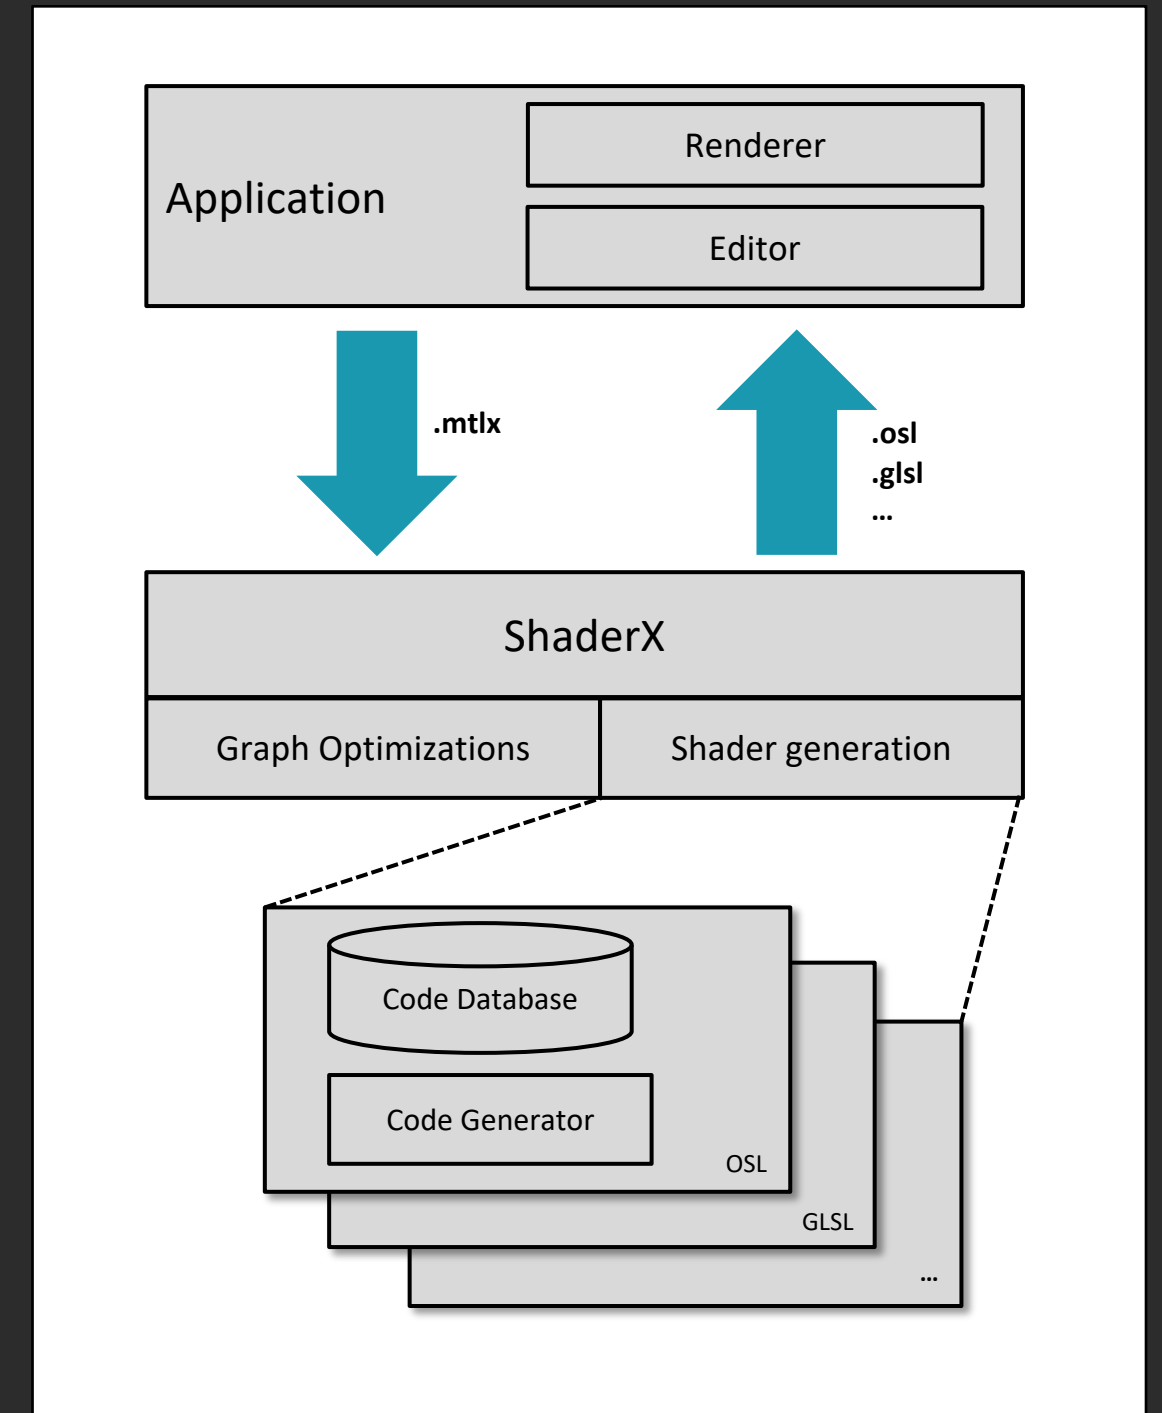 Renderer
Application
Editor
.mtlx
.osl
.glsl
...
ShaderX
Graph Optimizations
Shader generation
Code Database
Code Generator
OSL
GLSL
...